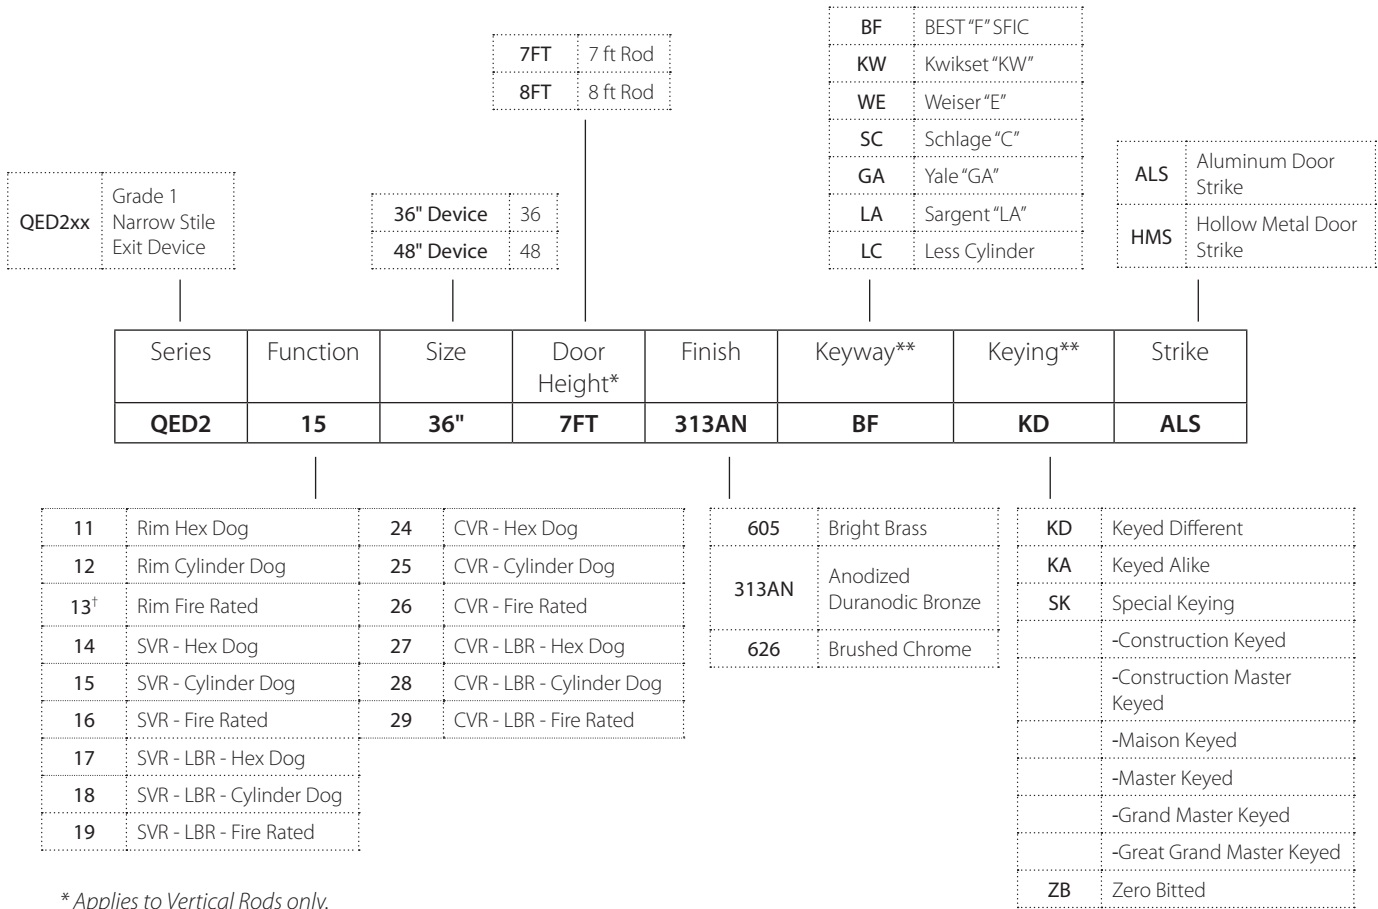 BF BEST “F” SFIC
KW Kwikset “KW”
WE Weiser “E”
SC Schlage “C”
GA Yale “GA”
LA Sargent “LA”
LC Less Cylinder
7FT 7 ft Rod
8FT 8 ft Rod
ALS Aluminum Door
Strike
HMS Hollow Metal Door
Strike
QED2xx Grade 1
Narrow Stile
Exit Device
36" Device 36
48" Device 48
Series Function Size Door Height* Finish Keyway** Keying** Strike
QED2 15 36" 7FT 313AN BF KD ALS
11 Rim Hex Dog
12 Rim Cylinder Dog
13† Rim Fire Rated
14 SVR - Hex Dog
15 SVR - Cylinder Dog
16 SVR - Fire Rated
17 SVR - LBR - Hex Dog
18 SVR - LBR - Cylinder Dog
19 SVR - LBR - Fire Rated
24 CVR - Hex Dog
25 CVR - Cylinder Dog
26 CVR - Fire Rated
27 CVR - LBR - Hex Dog
28 CVR - LBR - Cylinder Dog
29 CVR - LBR - Fire Rated
605 Bright Brass
313AN Anodized
Duranodic Bronze
626 Brushed Chrome
KD Keyed Different
KA Keyed Alike
SK Special Keying
-Construction Keyed
-Construction Master
Keyed
-Maison Keyed
-Master Keyed
-Grand Master Keyed
-Great Grand Master Keyed
ZB Zero Bitted
* Applies to Vertical Rods only.